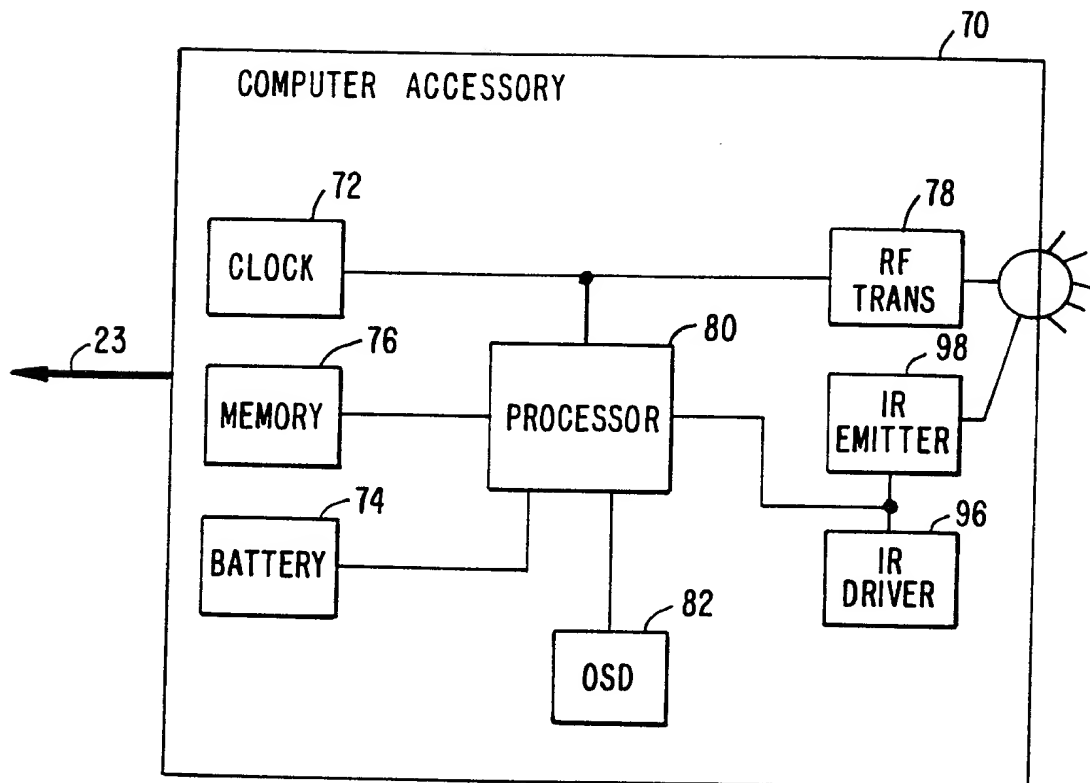 70
COMPUTER ACCESSORY
72
CLOCK
78
RF
TRANS
23
76
MEMORY
80
PROCESSOR
98
IR
EMITTER
74
BATTERY
96
IR
DRIVER
82
OSD